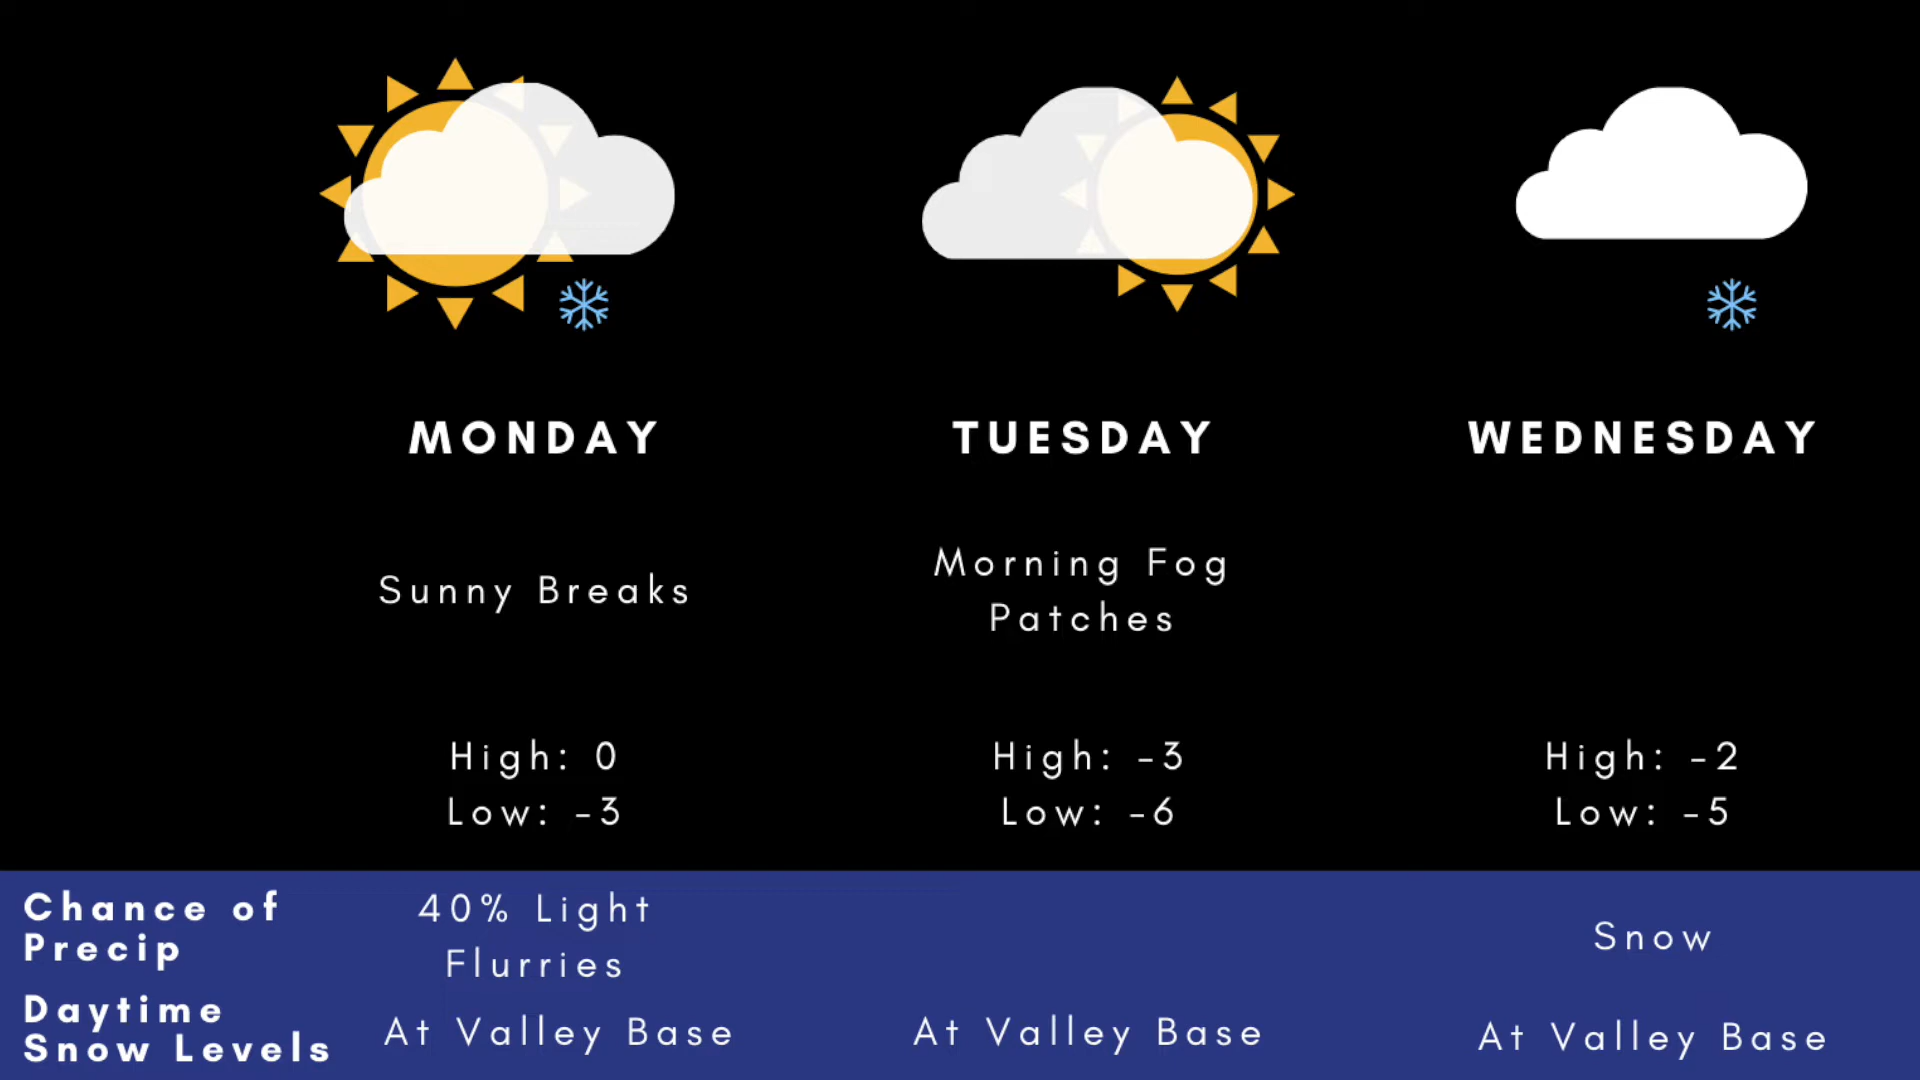 MONDAY
TUESDAY
WEDNESDAY
Sunny Breaks
Morning Fog
Patches
High: 0
Low: -3
High: -3
Low: -6
High: -2
Low: -5
Chance of
Precip
40% Light
Flurries
Snow
Daytime
Snow Levels
At Valley Base
At Valley Base
At Valley Base